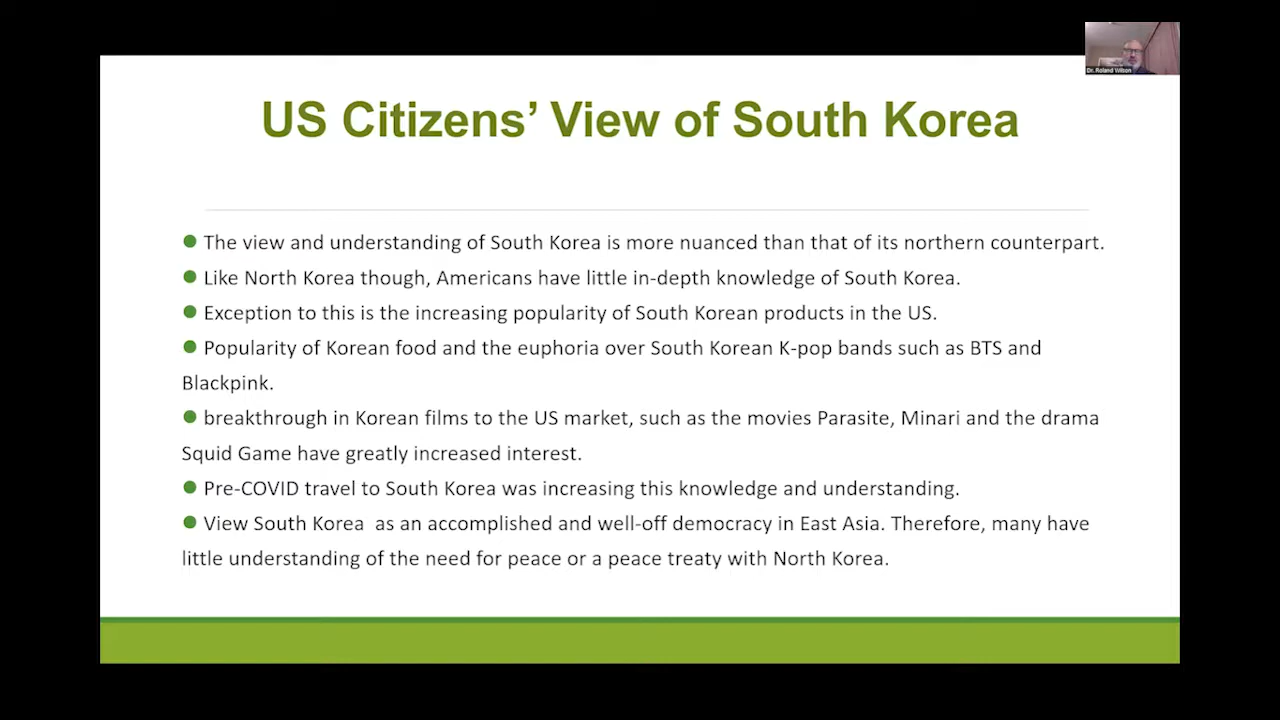 Dr. Roland Wilson
US Citizens’ View of South Korea
● The view and understanding of South Korea is more nuanced than that of its northern counterpart.
● Like North Korea though, Americans have little in-depth knowledge of South Korea.
● Exception to this is the increasing popularity of South Korean products in the US.
● Popularity of Korean food and the euphoria over South Korean K-pop bands such as BTS and
Blackpink.
● breakthrough in Korean films to the US market, such as the movies Parasite, Minari and the drama
Squid Game have greatly increased interest.
● Pre-COVID travel to South Korea was increasing this knowledge and understanding.
● View South Korea  as an accomplished and well-off democracy in East Asia. Therefore, many have
little understanding of the need for peace or a peace treaty with North Korea.